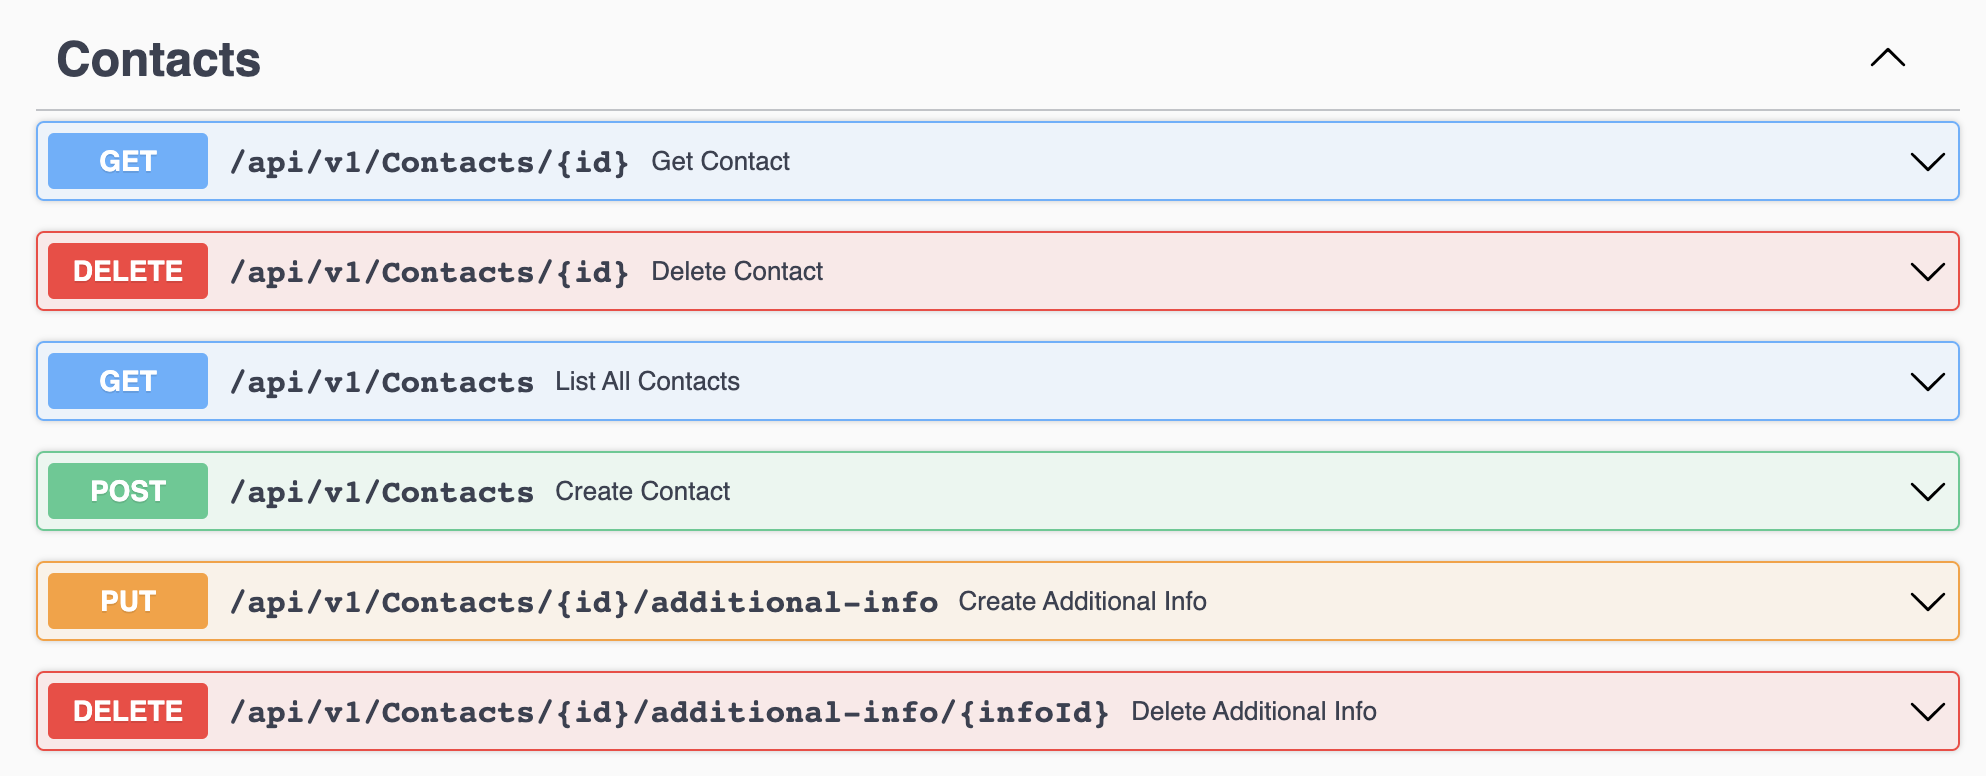 Contacts
GET /api/v1/Contacts/{id} Get Contact
DELETE /api/v1/Contacts/{id} Delete Contact
GET /api/v1/Contacts List All Contacts
POST /api/v1/Contacts Create Contact
PUT /api/v1/Contacts/{id}/additional-info Create Additional Info
DELETE /api/v1/Contacts/{id}/additional-info/{infoId} Delete Additional Info